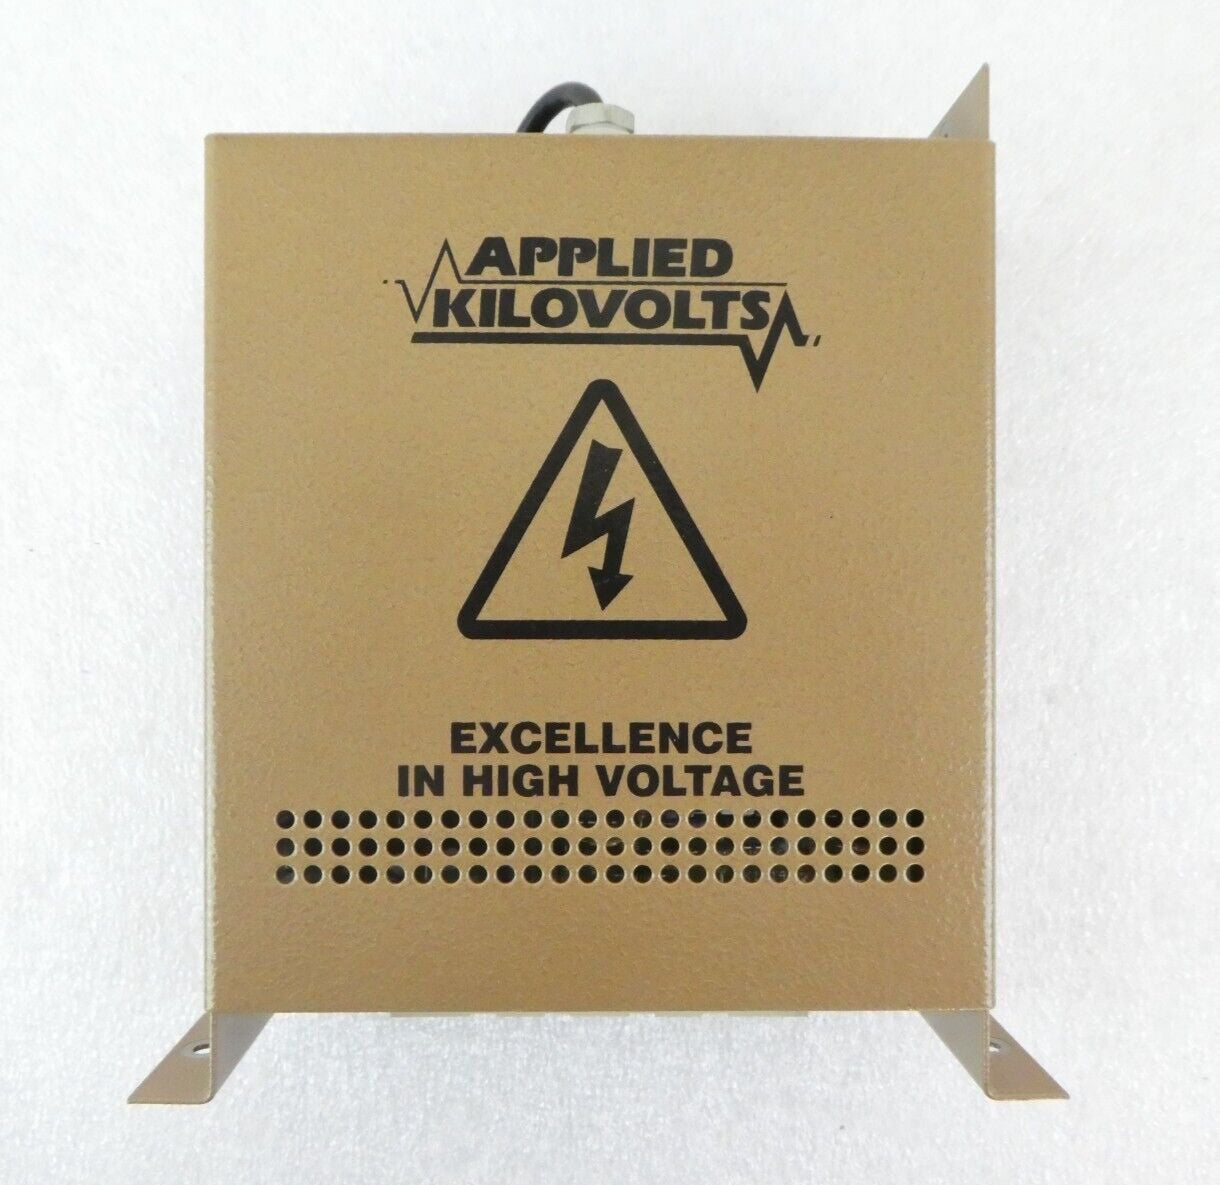 APPLIED
KILOVOLTS
EXCELLENCE
IN HIGH VOLTAGE